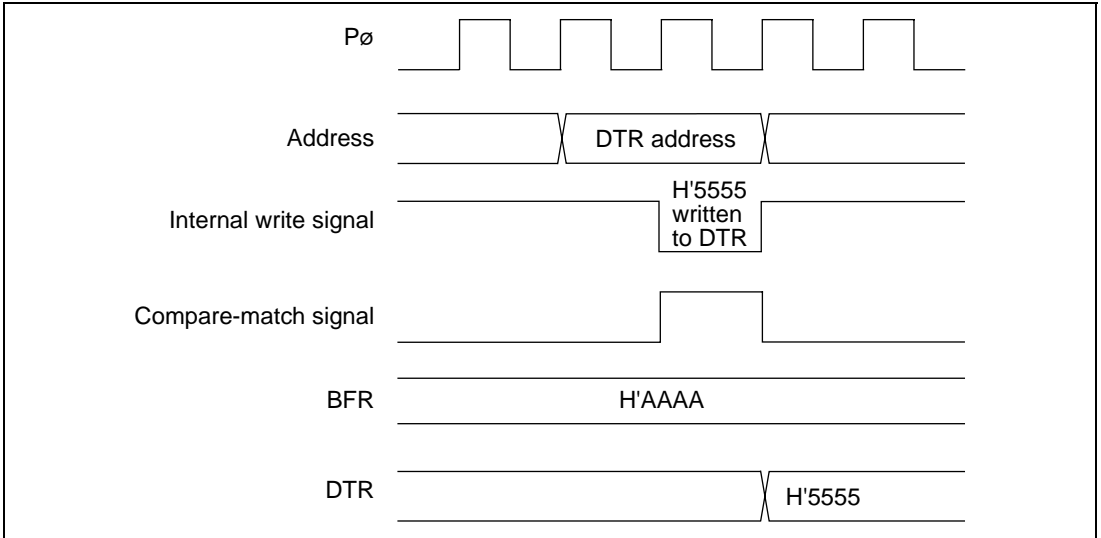 Pø
Address
DTR address
H'5555
written
to DTR
Internal write signal
Compare-match signal
BFR
H'AAAA
DTR
H'5555